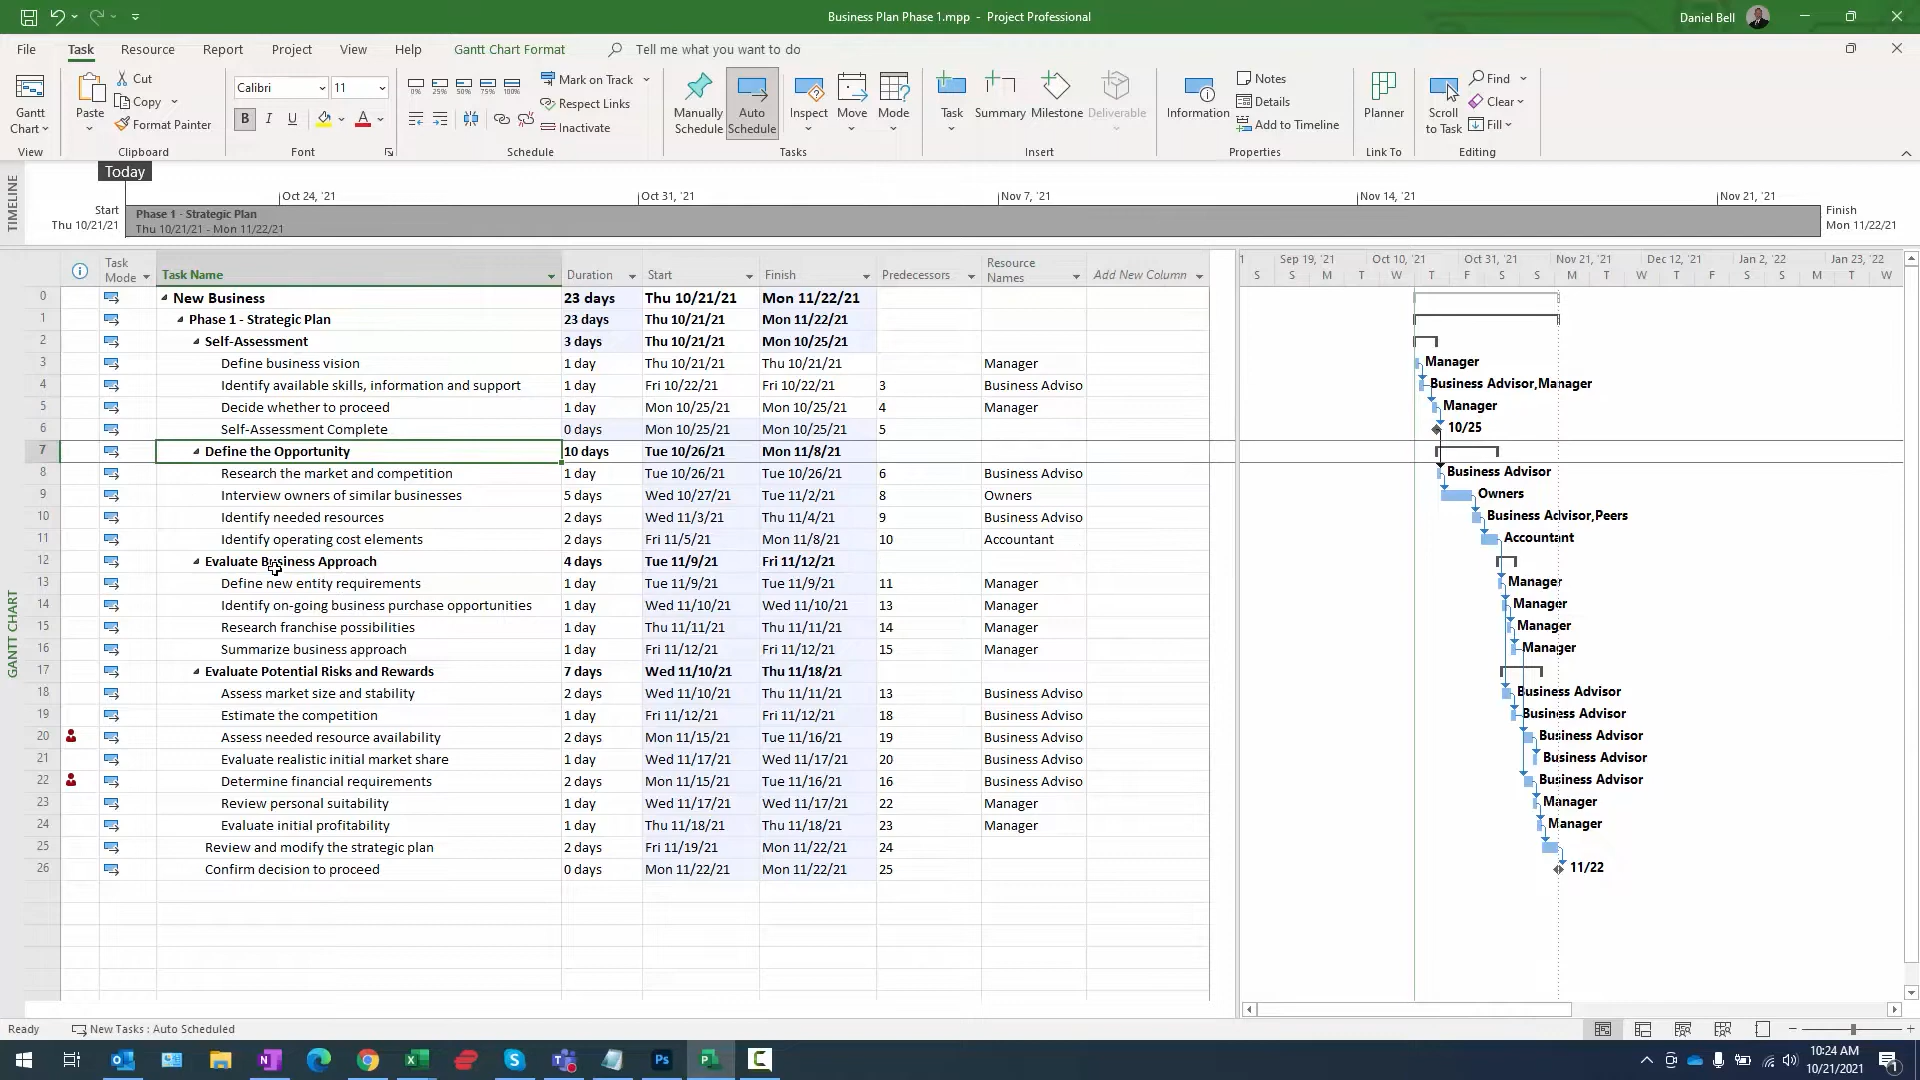 Business Plan Phase 1.mpp - Project Professional
Daniel Bell
File Task Resource Report Project View Help Gantt Chart Format Tell me what you want to do
Gantt Chart
View
Paste
Cut
Copy
Format Painter
Clipboard
Calibri 11
B I U A
Font
0% 25% 50% 75% 100%
Mark on Track
Respect Links
Inactivate
Schedule
Manually Schedule
Auto Schedule
Inspect Move Mode
Tasks
Task Summary Milestone Deliverable
Insert
Information
Notes
Details
Add to Timeline
Properties
Planner
Link To
Scroll to Task
Find
Clear
Fill
Editing
Today
TIMELINE
Oct 24, '21 Oct 31, '21 Nov 7, '21 Nov 14, '21 Nov 21, '21
Start
Thu 10/21/21
Phase 1 - Strategic Plan
Thu 10/21/21 - Mon 11/22/21
Finish
Mon 11/22/21
Task Mode Task Name Duration Start Finish Predecessors Resource Names Add New Column
0 New Business 23 days Thu 10/21/21 Mon 11/22/21
1 Phase 1 - Strategic Plan 23 days Thu 10/21/21 Mon 11/22/21
2 Self-Assessment 3 days Thu 10/21/21 Mon 10/25/21
3 Define business vision 1 day Thu 10/21/21 Thu 10/21/21 Manager
4 Identify available skills, information and support 1 day Fri 10/22/21 Fri 10/22/21 3 Business Adviso
5 Decide whether to proceed 1 day Mon 10/25/21 Mon 10/25/21 4 Manager
6 Self-Assessment Complete 0 days Mon 10/25/21 Mon 10/25/21 5
7 Define the Opportunity 10 days Tue 10/26/21 Mon 11/8/21
8 Research the market and competition 1 day Tue 10/26/21 Tue 10/26/21 6 Business Adviso
9 Interview owners of similar businesses 5 days Wed 10/27/21 Tue 11/2/21 8 Owners
10 Identify needed resources 2 days Wed 11/3/21 Thu 11/4/21 9 Business Adviso
11 Identify operating cost elements 2 days Fri 11/5/21 Mon 11/8/21 10 Accountant
12 Evaluate Business Approach 4 days Tue 11/9/21 Fri 11/12/21
13 Define new entity requirements 1 day Tue 11/9/21 Tue 11/9/21 11 Manager
14 Identify on-going business purchase opportunities 1 day Wed 11/10/21 Wed 11/10/21 13 Manager
15 Research franchise possibilities 1 day Thu 11/11/21 Thu 11/11/21 14 Manager
16 Summarize business approach 1 day Fri 11/12/21 Fri 11/12/21 15 Manager
17 Evaluate Potential Risks and Rewards 7 days Wed 11/10/21 Thu 11/18/21
18 Assess market size and stability 2 days Wed 11/10/21 Thu 11/11/21 13 Business Adviso
19 Estimate the competition 1 day Fri 11/12/21 Fri 11/12/21 18 Business Adviso
20 Assess needed resource availability 2 days Mon 11/15/21 Tue 11/16/21 19 Business Adviso
21 Evaluate realistic initial market share 1 day Wed 11/17/21 Wed 11/17/21 20 Business Adviso
22 Determine financial requirements 2 days Mon 11/15/21 Tue 11/16/21 16 Business Adviso
23 Review personal suitability 1 day Wed 11/17/21 Wed 11/17/21 22 Manager
24 Evaluate initial profitability 1 day Thu 11/18/21 Thu 11/18/21 23 Manager
25 Review and modify the strategic plan 2 days Fri 11/19/21 Mon 11/22/21 24
26 Confirm decision to proceed 0 days Mon 11/22/21 Mon 11/22/21 25
GANTT CHART
1 Sep 19, '21 Oct 10, '21 Oct 31, '21 Nov 21, '21 Dec 12, '21 Jan 2, '22 Jan 23, '22
S S M T W T F S S M T W T F S S M T W
Manager
Business Advisor,Manager
Manager
10/25
Business Advisor
Owners
Business Advisor,Peers
Accountant
Manager
Manager
Manager
Manager
Business Advisor
Business Advisor
Business Advisor
Business Advisor
Business Advisor
Manager
Manager
11/22
Ready New Tasks : Auto Scheduled
10:24 AM
10/21/2021